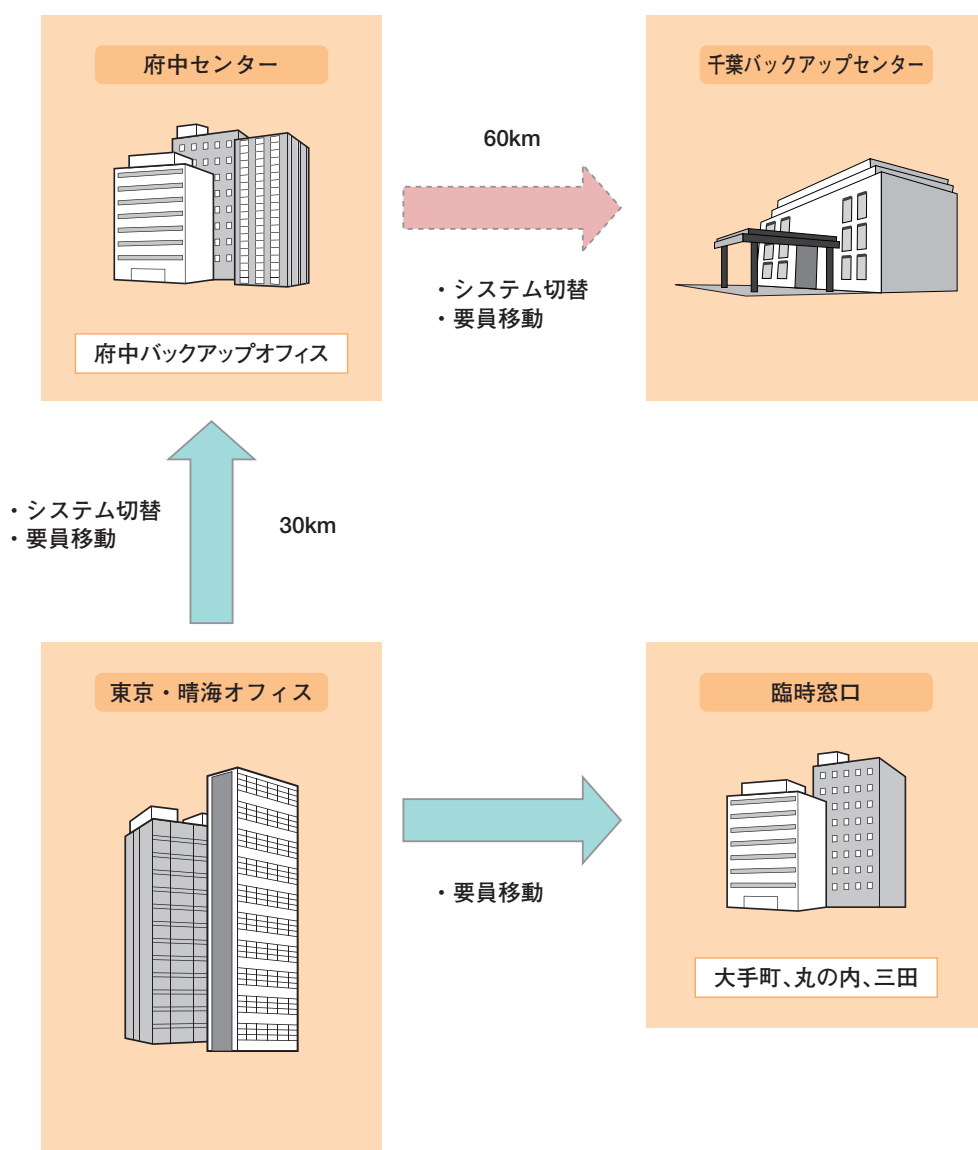 府中センター
千葉バックアップセンター
60km
・システム切替
・要員移動
府中バックアップオフィス
・システム切替
・要員移動
30km
東京・晴海オフィス
臨時窓口
・要員移動
大手町、丸の内、三田